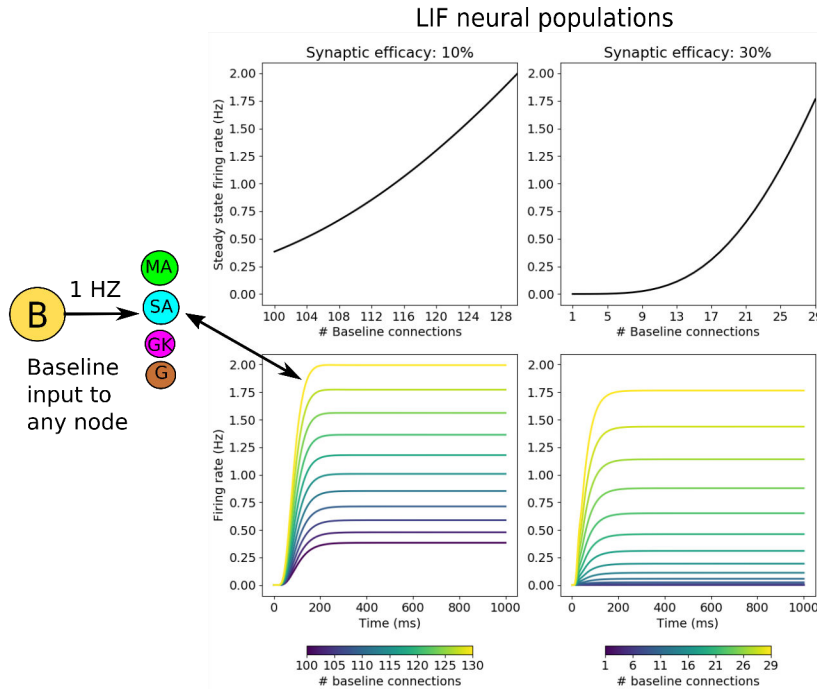 LIF neural populations
Synaptic efficacy: 10%
Synaptic efficacy: 30%
Steady state firing rate (Hz)
2.00
1.75
1.50
1.25
1.00
0.75
0.50
0.25
0.00
100 104 108 112 116 120 124 128
# Baseline connections
2.00
1.75
1.50
1.25
1.00
0.75
0.50
0.25
0.00
1 5 9 13 17 21 25 29
# Baseline connections
B
1 HZ
MA
SA
GK
G
Baseline
input to
any node
Firing rate (Hz)
2.00
1.75
1.50
1.25
1.00
0.75
0.50
0.25
0.00
0 200 400 600 800 1000
Time (ms)
2.00
1.75
1.50
1.25
1.00
0.75
0.50
0.25
0.00
0 200 400 600 800 1000
Time (ms)
100 105 110 115 120 125 130
# baseline connections
1 6 11 16 21 26 29
# baseline connections